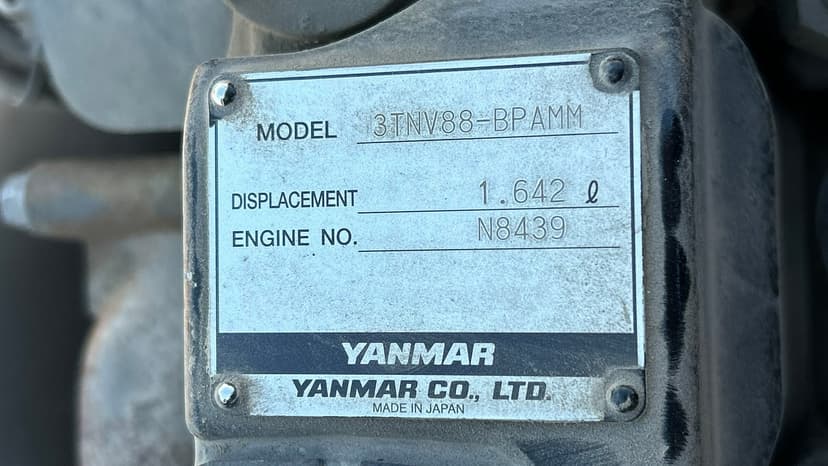 MODEL 3TNV88-BPAMM
DISPLACEMENT 1.642 ℓ
ENGINE NO. N8439
YANMAR
YANMAR CO., LTD.
MADE IN JAPAN